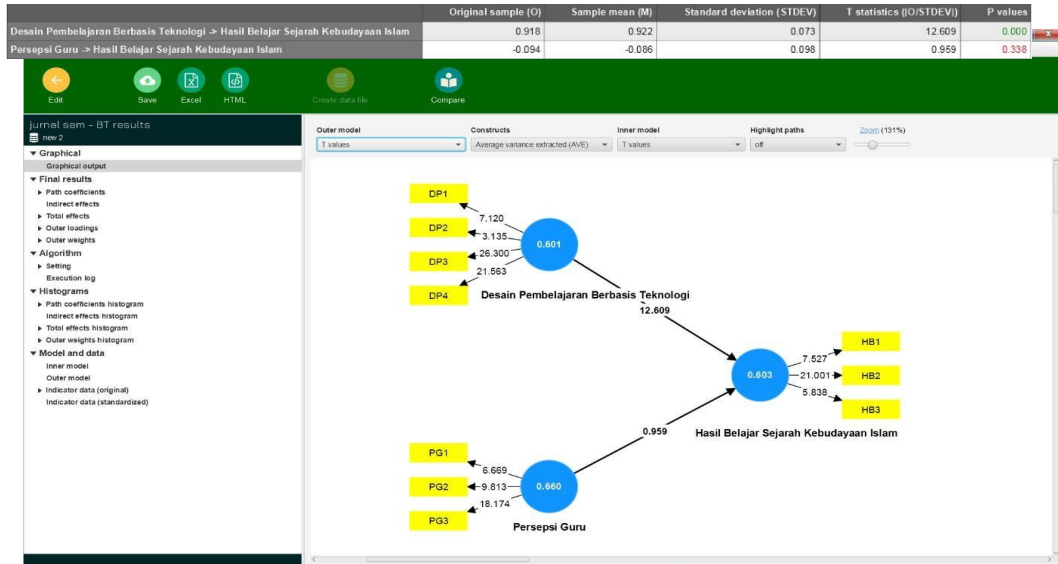 Original sample (O) Sample mean (M) Standard deviation (STDEV) T statistics (|O/STDEV|) P values
Desain Pembelajaran Berbasis Teknologi -> Hasil Belajar Sejarah Kebudayaan Islam 0.918 0.922 0.073 12.609 0.000
Persepsi Guru -> Hasil Belajar Sejarah Kebudayaan Islam -0.094 -0.086 0.098 0.959 0.338
Edit Save Excel HTML Create data file Compare
jurnal sem - BT results
new 2
Graphical
Graphical output
Final results
Path coefficients
Indirect effects
Total effects
Outer loadings
Outer weights
Algorithm
Setting
Execution log
Histograms
Path coefficients histogram
Indirect effects histogram
Total effects histogram
Outer weights histogram
Model and data
Inner model
Outer model
Indicator data (original)
Indicator data (standardized)
Outer model Constructs Inner model Highlight paths Zoom (131%)
T values Average variance extracted (AVE) T values off
DP1
7.120
DP2
3.135
0.601
DP3
26.300
21.563
DP4
Desain Pembelajaran Berbasis Teknologi
12.609
HB1
7.527
0.603
21.001
HB2
5.838
HB3
Hasil Belajar Sejarah Kebudayaan Islam
0.959
PG1
6.669
PG2
9.813
0.660
18.174
PG3
Persepsi Guru